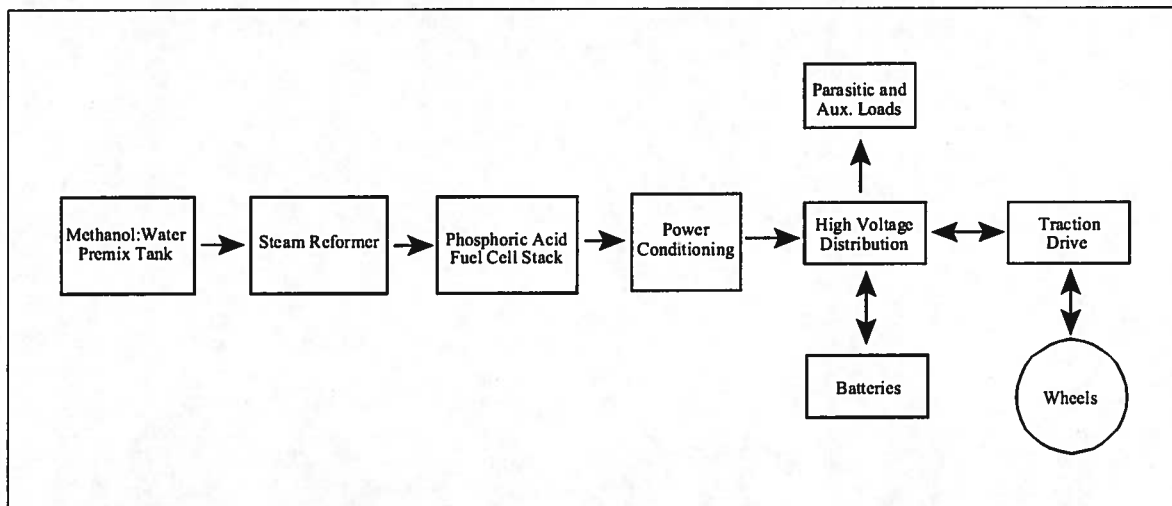 Parasitic and
Aux. Loads
Methanol:Water
Premix Tank
Steam Reformer
Phosphoric Acid
Fuel Cell Stack
Power
Conditioning
High Voltage
Distribution
Traction
Drive
Batteries
Wheels